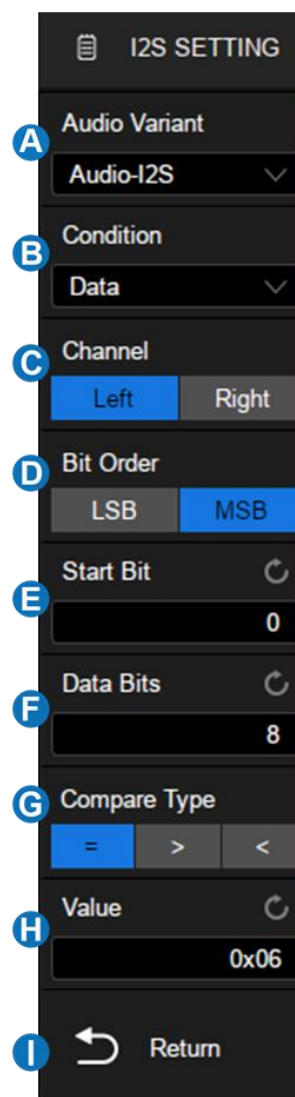 I2S SETTING
A
Audio Variant
Audio-I2S
B
Condition
Data
C
Channel
Left Right
D
Bit Order
LSB MSB
E
Start Bit
0
F
Data Bits
8
G
Compare Type
= > <
H
Value
0x06
I
Return